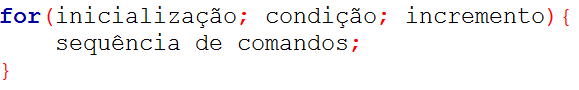 for(inicialização; condição; incremento){
sequência de comandos;
}